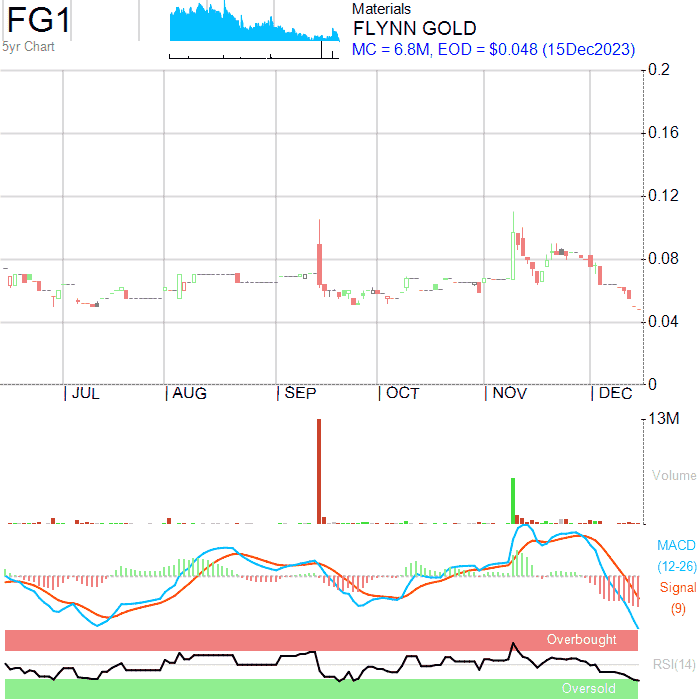 FG1
5yr Chart
Materials
FLYNN GOLD
MC = 6.8M, EOD = $0.048 (15Dec2023)
0.2
0.16
0.12
0.08
0.04
0
| JUL | AUG | SEP | OCT | NOV | DEC
13M
Volume
MACD
(12-26)
Signal
(9)
Overbought
RSI(14)
Oversold